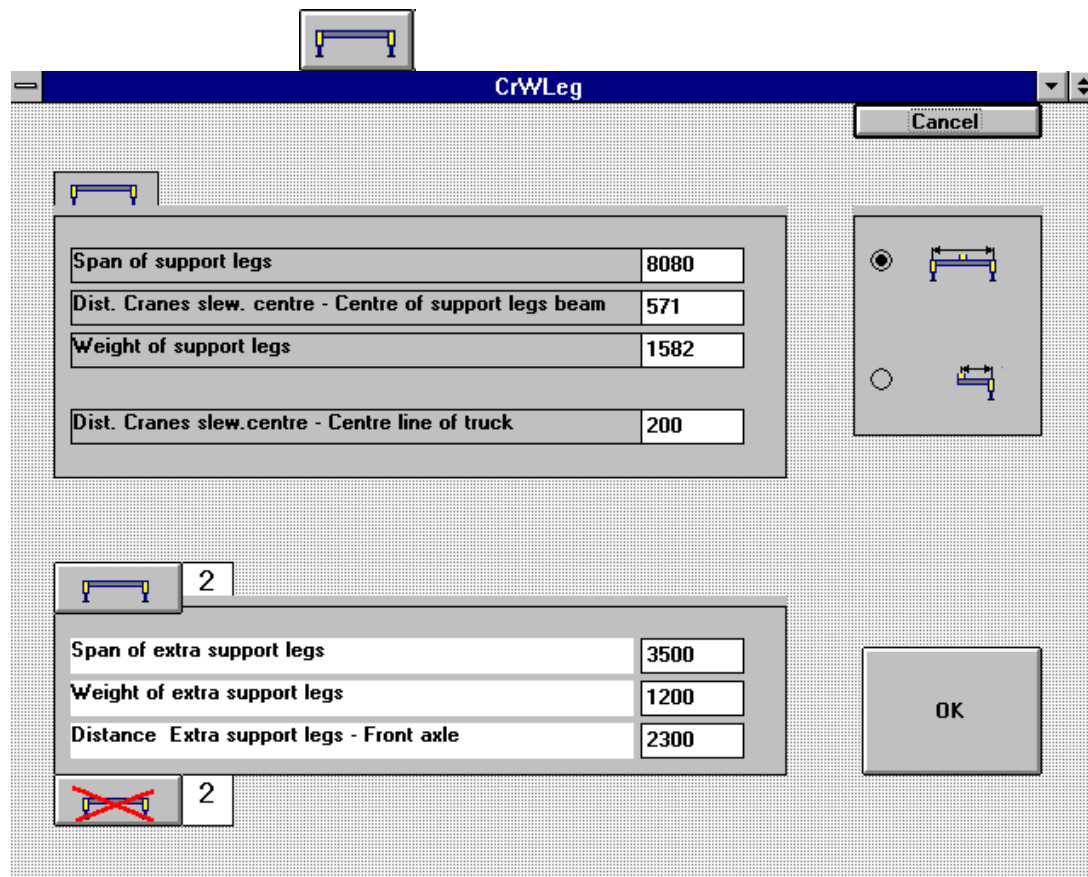 CrWLeg
Cancel
Span of support legs 8080
Dist. Cranes slew. centre - Centre of support legs beam 571
Weight of support legs 1582
Dist. Cranes slew.centre - Centre line of truck 200
2
Span of extra support legs 3500
Weight of extra support legs 1200
Distance  Extra support legs - Front axle 2300
OK
2